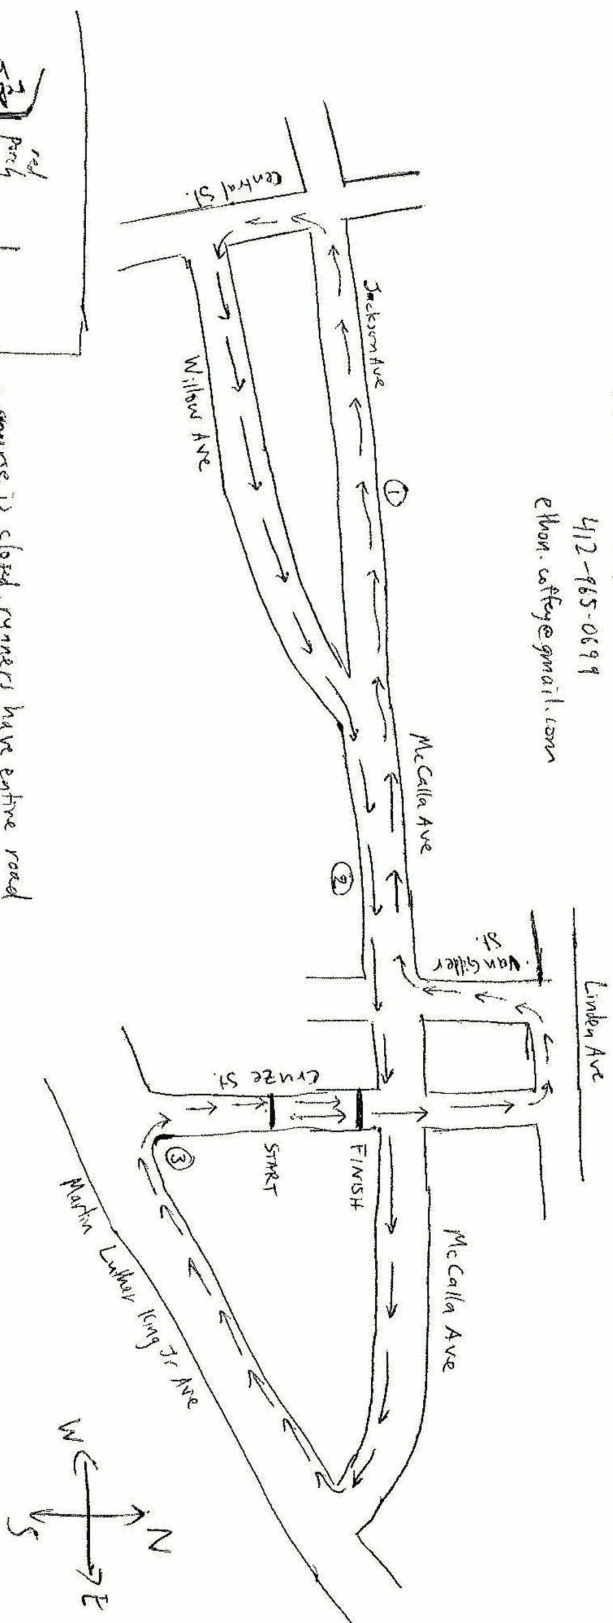 412-965-0699
ethan.coffey@gmail.com
Linden Ave
Van Gilder
St.
McCalla Ave
McCalla Ave
Jackson Ave
Central St.
Willow Ave
1
2
3
Cruze St.
FINISH
START
Martin Luther King Jr Ave
N
W
E
S
course is closed, runners have entire road
red
porch